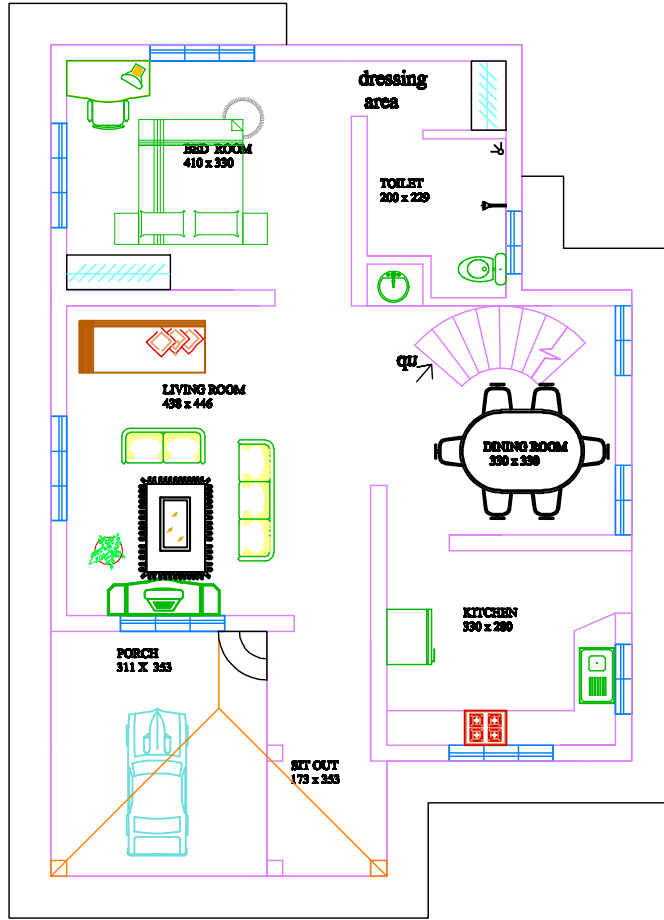 dressing
area
BED ROOM
410 x 330
TOILET
200 x 229
qu
LIVING ROOM
438 x 446
DINING ROOM
330 x 330
KITCHEN
330 x 280
PORCH
311 X 353
SIT OUT
173 x 353